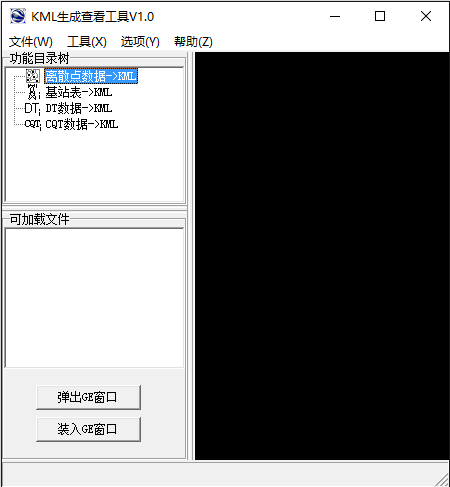 KML生成查看工具V1.0
文件(W) 工具(X) 选项(Y) 帮助(Z)
功能目录树
离散点数据->KML
基站表->KML
DT数据->KML
CQT数据->KML
可加载文件
弹出GE窗口
装入GE窗口